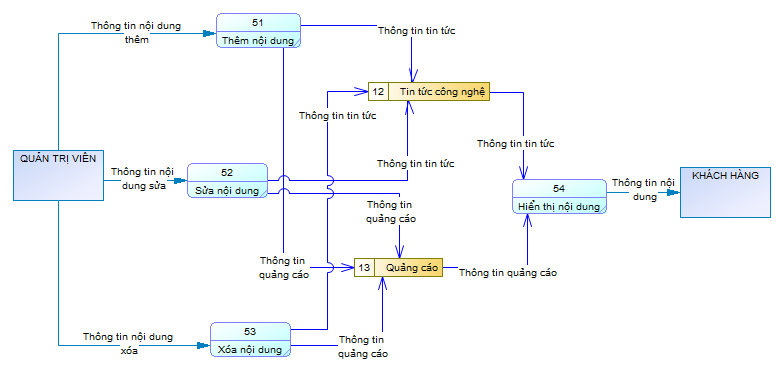 Thông tin nội dung
thêm
51
Thêm nội dung
Thông tin tin tức
12
Tin tức công nghệ
Thông tin tin tức
Thông tin tin tức
Thông tin tin tức
QUẢN TRỊ VIÊN
Thông tin nội
dung sửa
52
Sửa nội dung
Thông tin
quảng cáo
54
Hiển thị nội dung
Thông tin nội
dung
KHÁCH HÀNG
Thông tin
quảng cáo
13
Quảng cáo
Thông tin quảng cáo
Thông tin nội dung
xóa
53
Xóa nội dung
Thông tin
quảng cáo